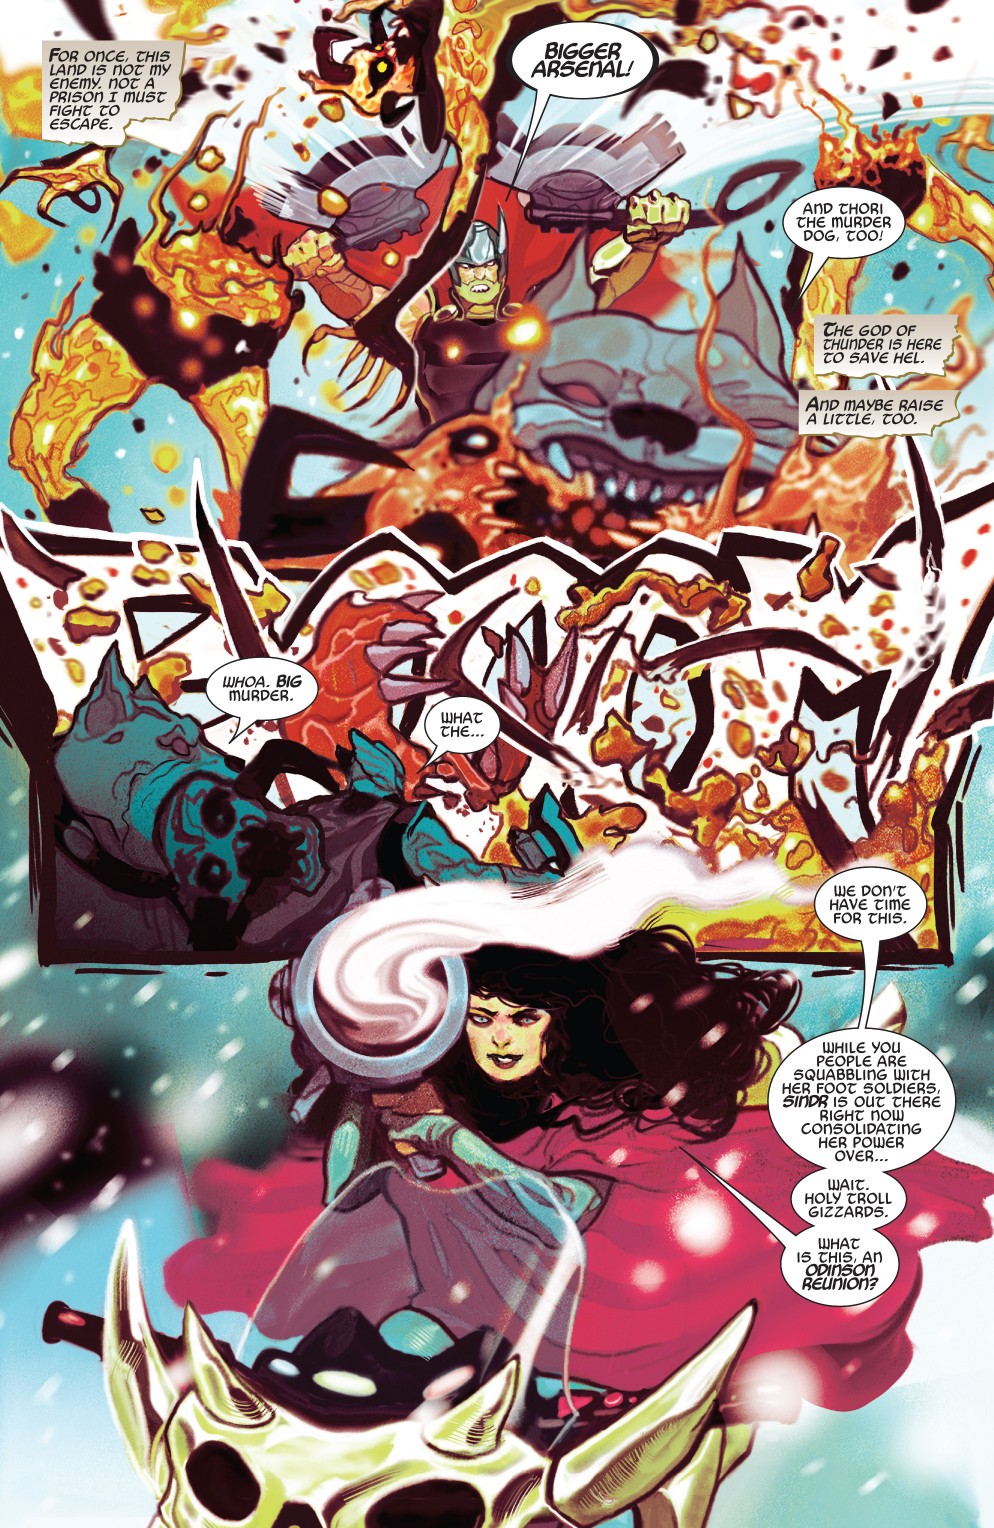 FOR ONCE, THIS
LAND IS NOT MY
ENEMY. NOT A
PRISON I MUST
FIGHT TO
ESCAPE.
BIGGER
ARSENAL!
AND THORI
THE MURDER
DOG, TOO!
THE GOD OF
THUNDER IS HERE
TO SAVE HEL.
AND MAYBE RAISE
A LITTLE, TOO.
WHOA. BIG
MURDER.
WHAT
THE...
WE DON'T
HAVE TIME
FOR THIS.
WHILE YOU
PEOPLE ARE
SQUABBLING WITH
HER FOOT SOLDIERS,
SINDR IS OUT THERE
RIGHT NOW
CONSOLIDATING
HER POWER
OVER...
WAIT.
HOLY TROLL
GIZZARDS.
WHAT
IS THIS, AN
ODINSON
REUNION?